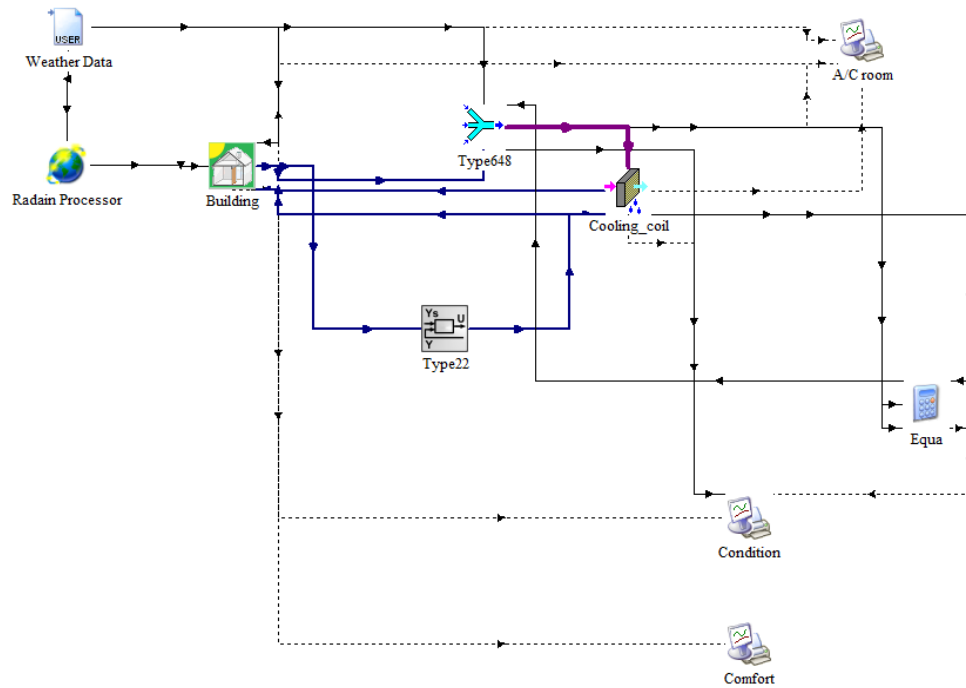 USER
Weather Data
A/C room
Type648
Radain Processor
Building
Cooling_coil
Ys
U
Y
Type22
Equa
Condition
Comfort